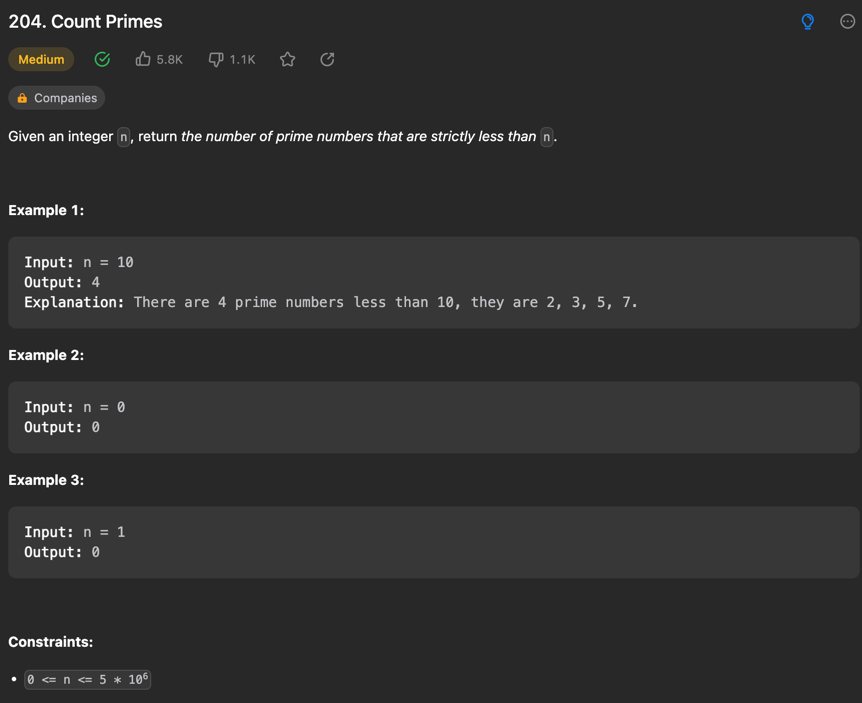 204. Count Primes
Medium 5.8K 1.1K
Companies
Given an integer n, return the number of prime numbers that are strictly less than n.
Example 1:
Input: n = 10
Output: 4
Explanation: There are 4 prime numbers less than 10, they are 2, 3, 5, 7.
Example 2:
Input: n = 0
Output: 0
Example 3:
Input: n = 1
Output: 0
Constraints:
• 0 <= n <= 5 * 10⁶